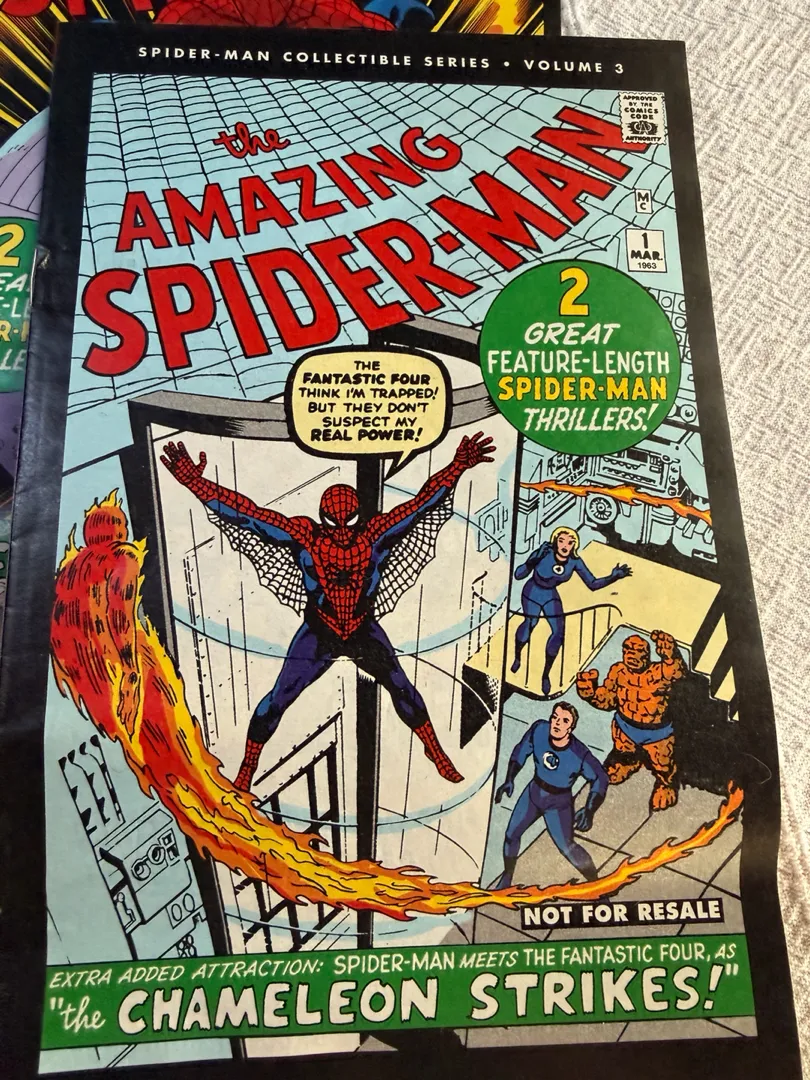 SPIDER-MAN COLLECTIBLE SERIES • VOLUME 3
APPROVED
BY THE
COMICS
CODE
AUTHORITY
the
AMAZING
SPIDER-MAN
M
C
1
MAR.
1963
2
GREAT
FEATURE-LENGTH
SPIDER-MAN
THRILLERS!
THE
FANTASTIC FOUR
THINK I'M TRAPPED!
BUT THEY DON'T
SUSPECT MY
REAL POWER!
NOT FOR RESALE
EXTRA ADDED ATTRACTION: SPIDER-MAN MEETS THE FANTASTIC FOUR, AS
"the CHAMELEON STRIKES!"
2